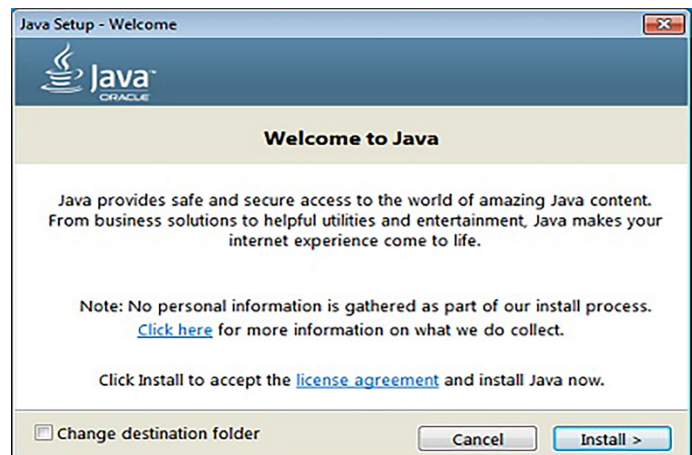 Java Setup - Welcome
Java™
ORACLE
Welcome to Java
Java provides safe and secure access to the world of amazing Java content.
From business solutions to helpful utilities and entertainment, Java makes your
internet experience come to life.
Note: No personal information is gathered as part of our install process.
Click here for more information on what we do collect.
Click Install to accept the license agreement and install Java now.
Change destination folder
Cancel
Install >